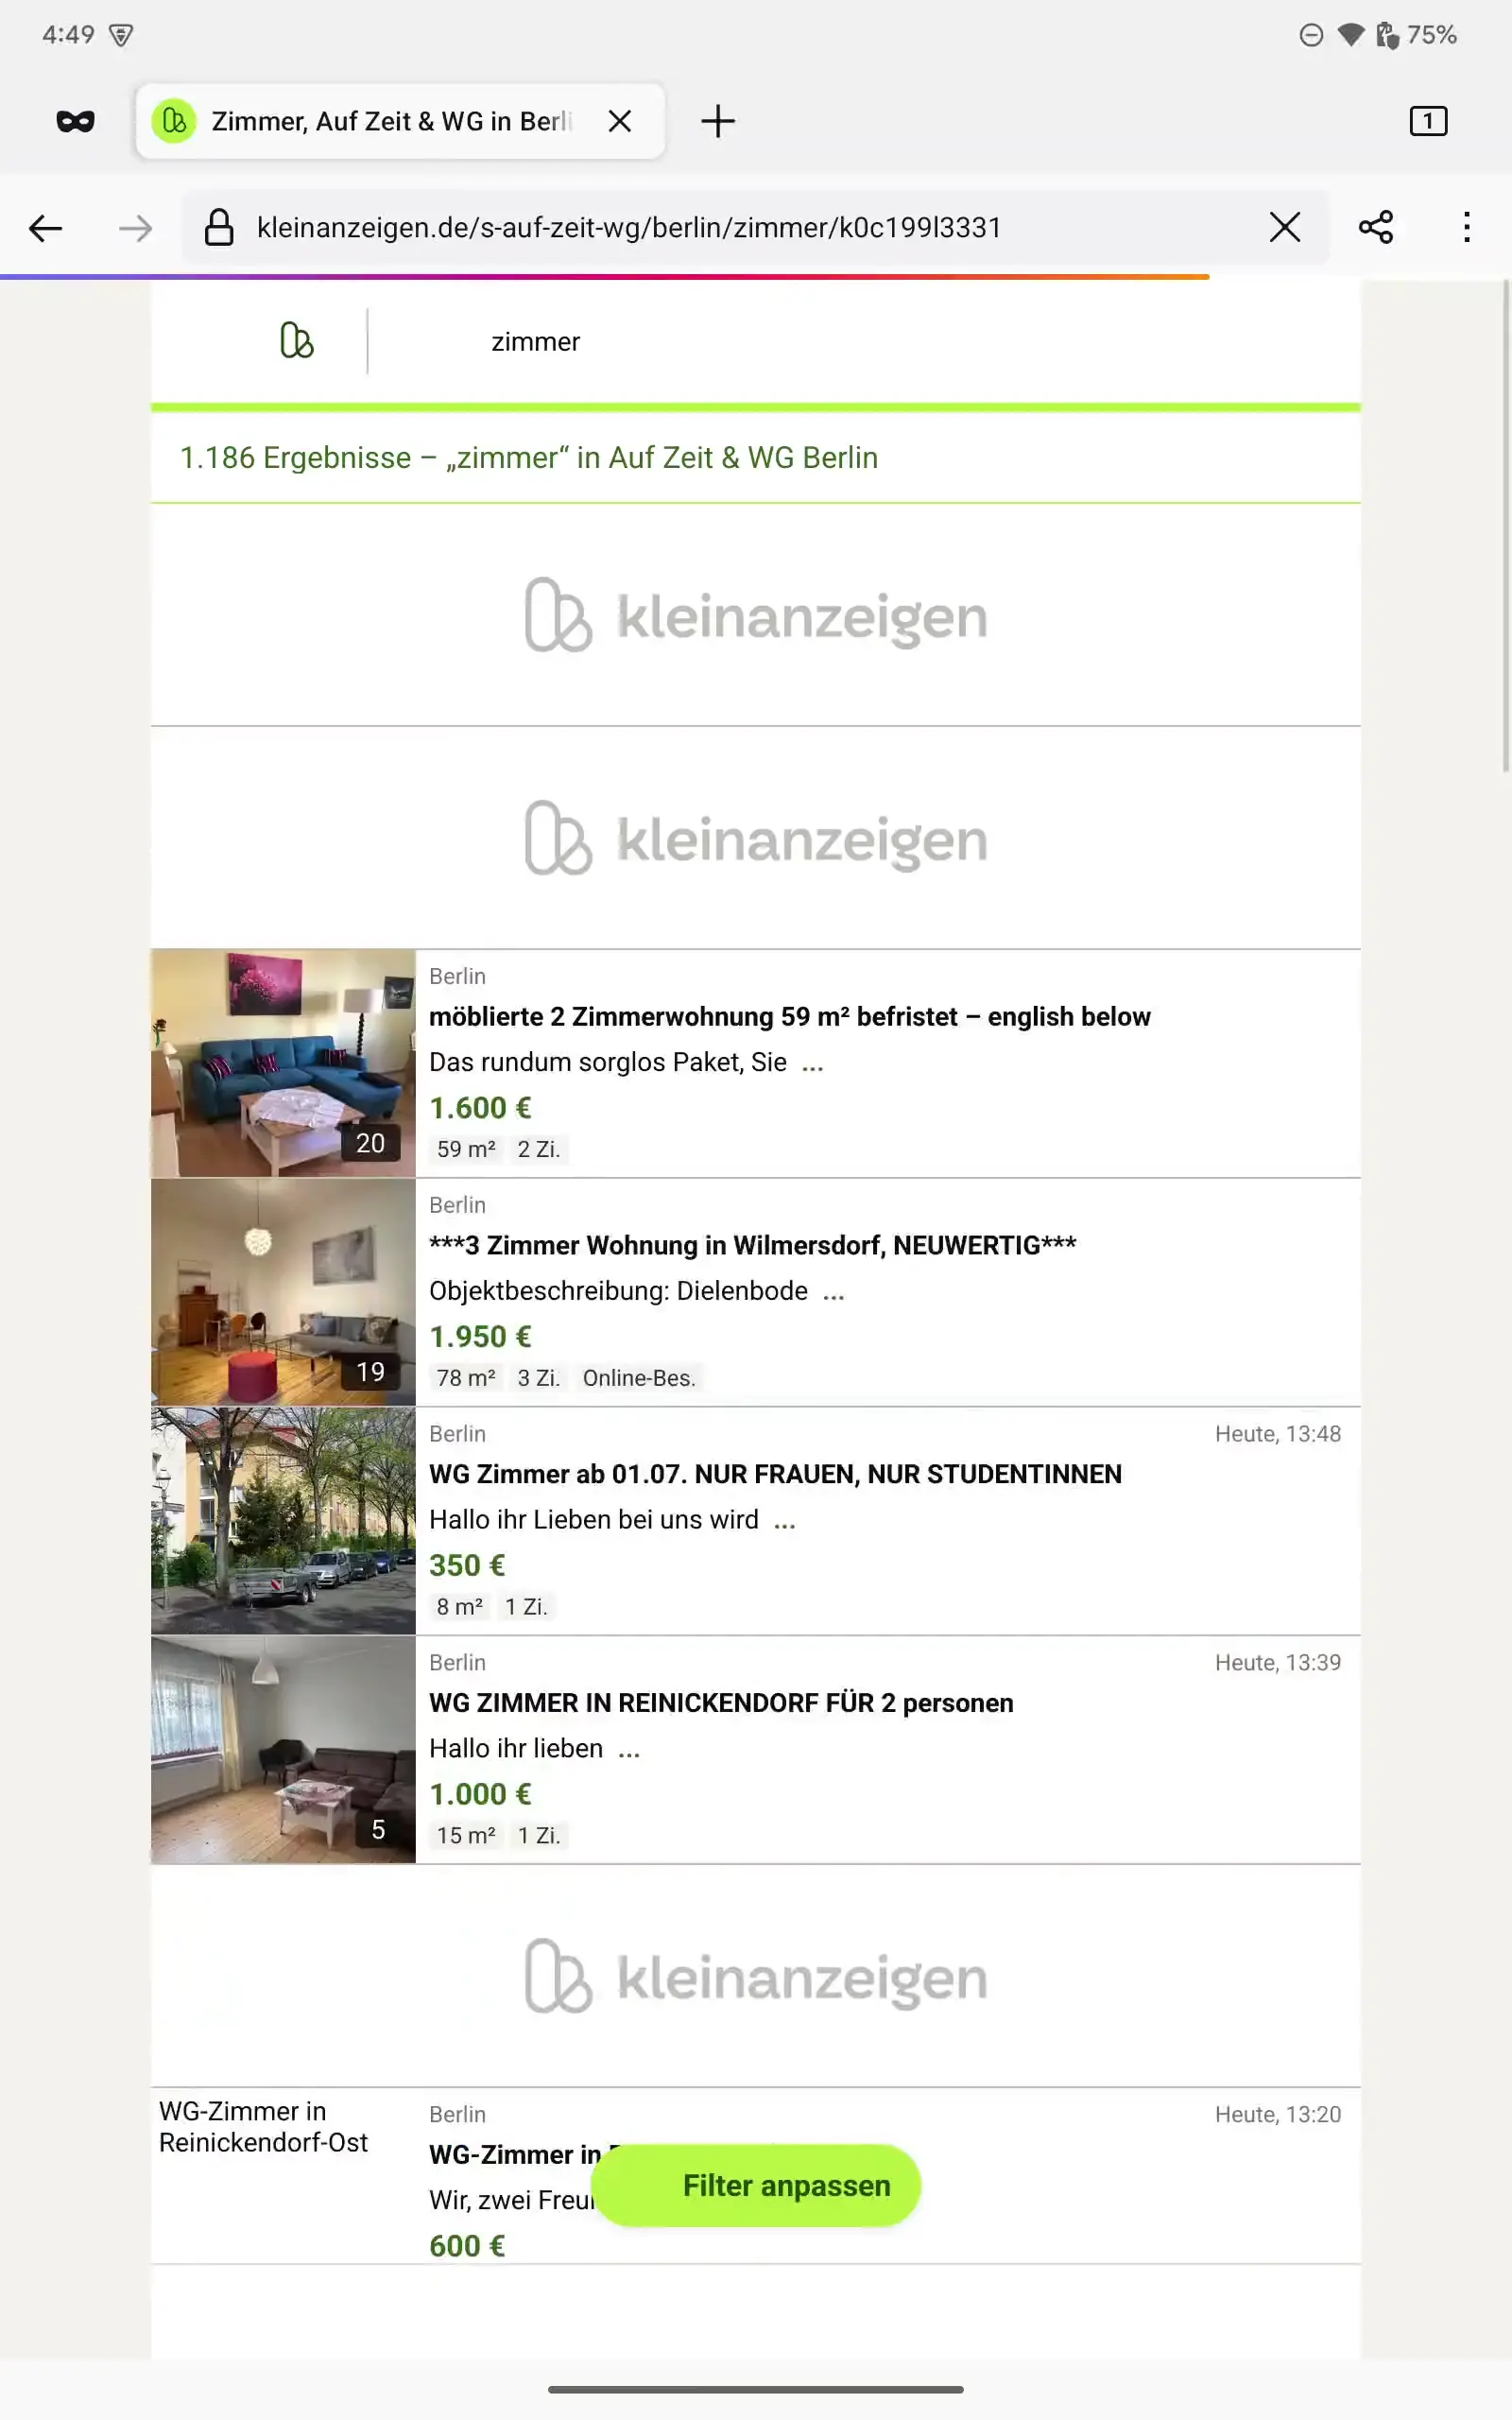 4:49
75%
Zimmer, Auf Zeit & WG in Berli
1
kleinanzeigen.de/s-auf-zeit-wg/berlin/zimmer/k0c199l3331
zimmer
1.186 Ergebnisse – „zimmer“ in Auf Zeit & WG Berlin
kleinanzeigen
kleinanzeigen
Berlin
möblierte 2 Zimmerwohnung 59 m² befristet – english below
Das rundum sorglos Paket, Sie ...
1.600 €
20
59 m² 2 Zi.
Berlin
***3 Zimmer Wohnung in Wilmersdorf, NEUWERTIG***
Objektbeschreibung: Dielenbode ...
1.950 €
19
78 m² 3 Zi. Online-Bes.
Berlin Heute, 13:48
WG Zimmer ab 01.07. NUR FRAUEN, NUR STUDENTINNEN
Hallo ihr Lieben bei uns wird ...
350 €
8 m² 1 Zi.
Berlin Heute, 13:39
WG ZIMMER IN REINICKENDORF FÜR 2 personen
Hallo ihr lieben ...
1.000 €
5
15 m² 1 Zi.
kleinanzeigen
WG-Zimmer in
Reinickendorf-Ost
Berlin Heute, 13:20
WG-Zimmer in
Wir, zwei
Filter anpassen
600 €